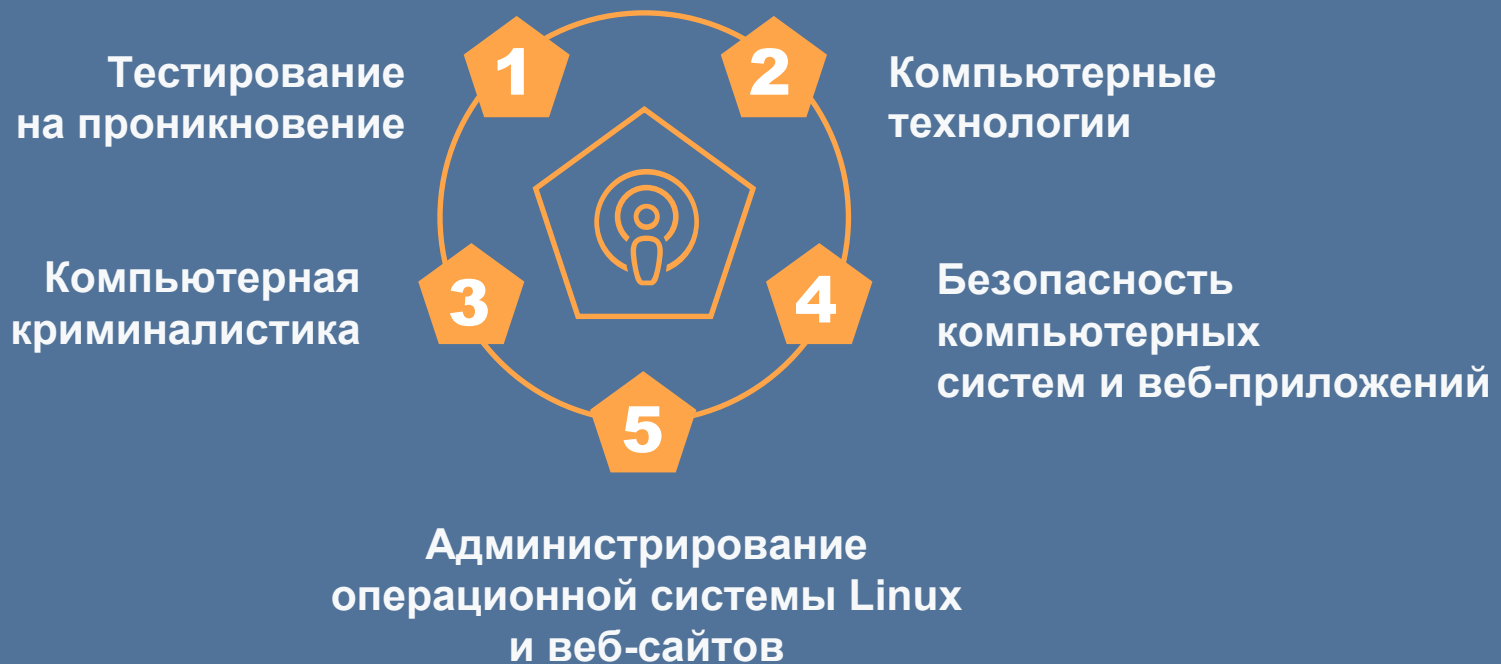 1
Тестирование
на проникновение
2
Компьютерные
технологии
3
Компьютерная
криминалистика
4
Безопасность
компьютерных
систем и веб-приложений
5
Администрирование
операционной системы Linux
и веб-сайтов